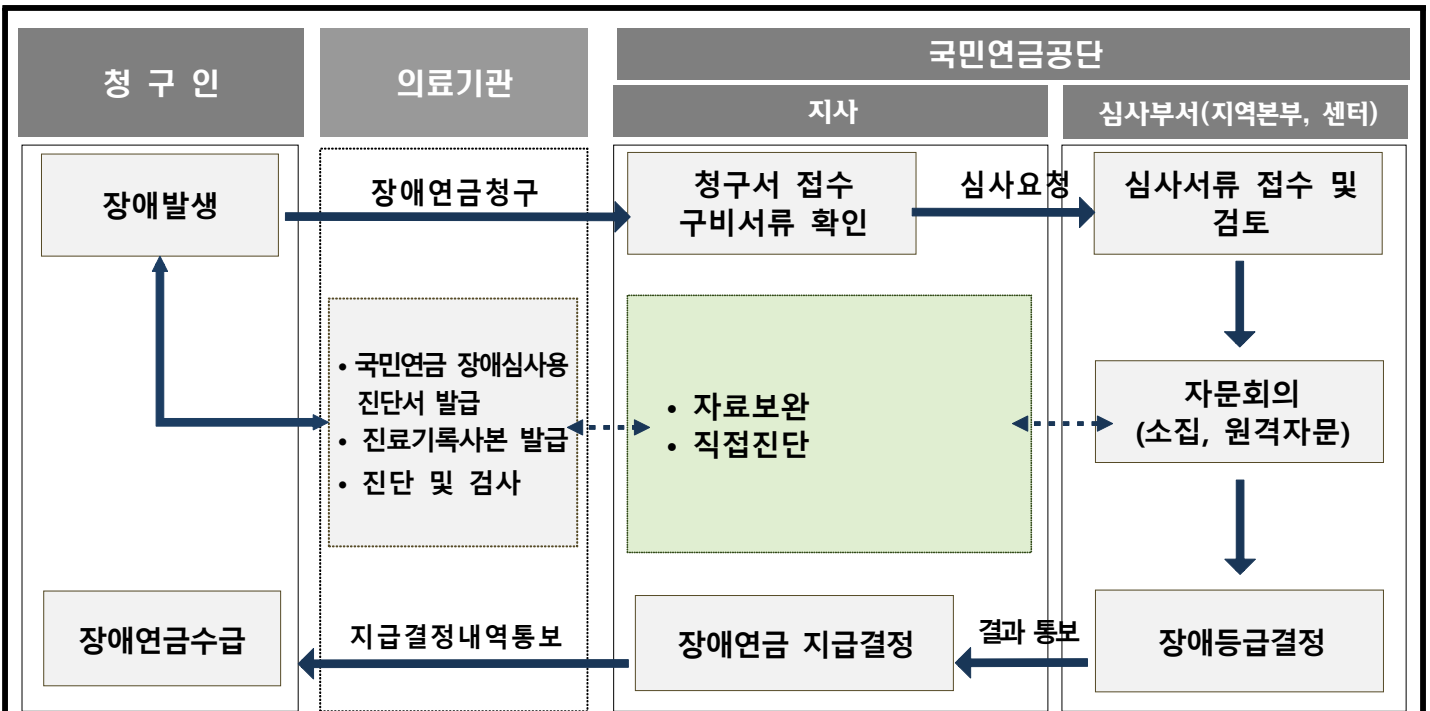 청 구 인
의료기관
국민연금공단
지사
심사부서(지역본부, 센터)
장애발생
장애연금청구
청구서 접수
구비서류 확인
심사요청
심사서류 접수 및
검토
• 국민연금 장애심사용
진단서 발급
• 진료기록사본 발급
• 진단 및 검사
• 자료보완
• 직접진단
자문회의
(소집, 원격자문)
장애연금수급
지급결정내역통보
장애연금 지급결정
결과 통보
장애등급결정